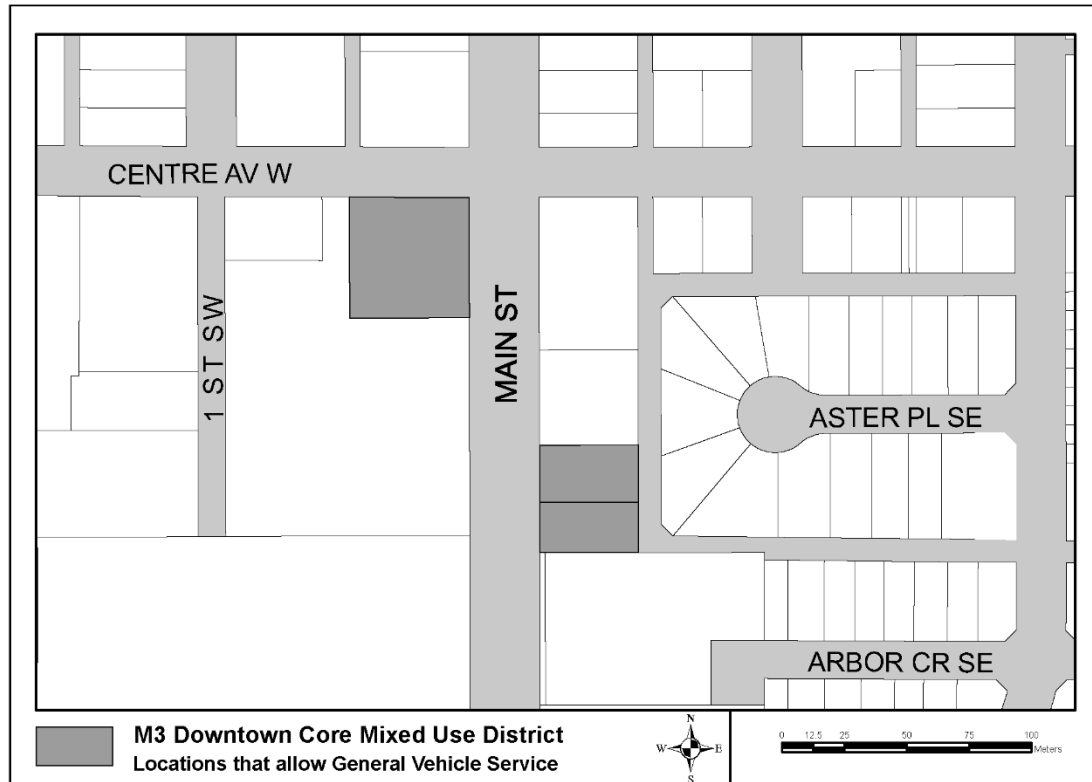 CENTRE AV W
1 ST SW
MAIN ST
ASTER PL SE
ARBOR CR SE
M3 Downtown Core Mixed Use District
Locations that allow General Vehicle Service
N
W E
S
0 12.5 25 50 75 100
Meters